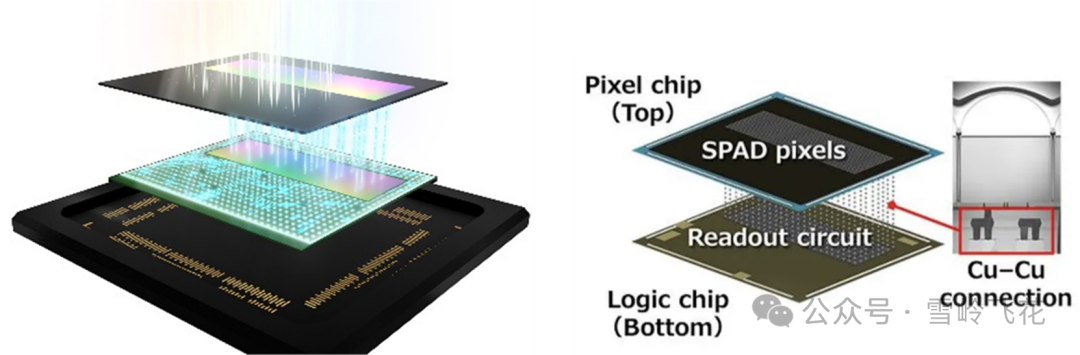 Pixel chip
(Top)
SPAD pixels
Readout circuit
Logic chip
(Bottom)
Cu-Cu
connection
公众号 · 雪岭飞花